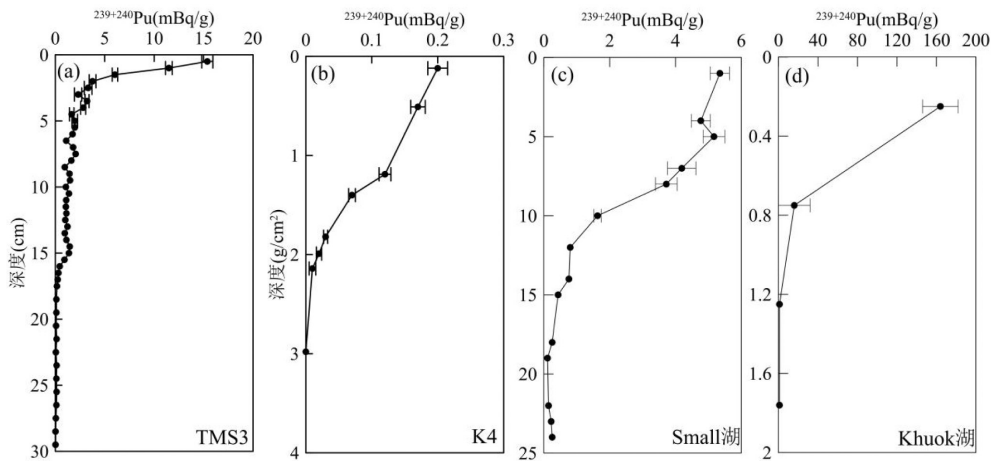 ²³⁹⁺²⁴⁰Pu(mBq/g)
0 5 10 15 20
(a)
深度(cm)
0
5
10
15
20
25
30
TMS3
²³⁹⁺²⁴⁰Pu(mBq/g)
0 0.1 0.2 0.3
(b)
深度(g/cm²)
0
1
2
3
4
K4
²³⁹⁺²⁴⁰Pu(mBq/g)
0 2 4 6
(c)
0
5
10
15
20
25
Small湖
²³⁹⁺²⁴⁰Pu(mBq/g)
0 40 80 120 160 200
(d)
0
0.4
0.8
1.2
1.6
2
Khuok湖